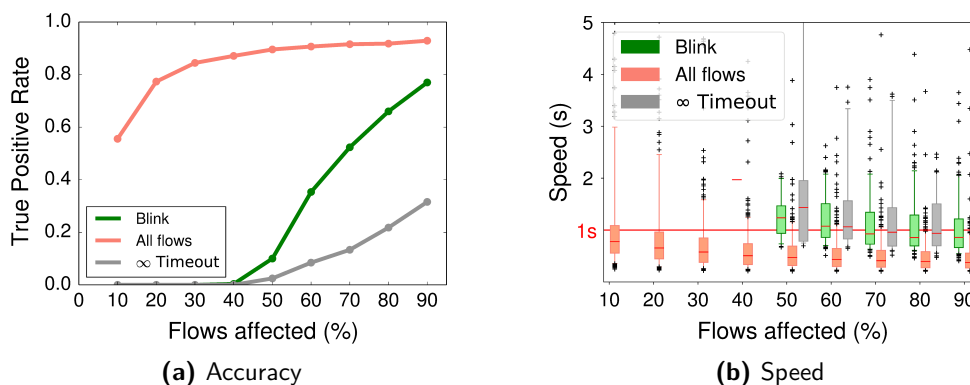 1.0
0.8
0.6
0.4
0.2
0.0
True Positive Rate
Blink
All flows
∞ Timeout
0 10 20 30 40 50 60 70 80 90
Flows affected (%)
(a) Accuracy
5
4
3
2
1s
Speed (s)
Blink
All flows
∞ Timeout
10 20 30 40 50 60 70 80 90
Flows affected (%)
(b) Speed